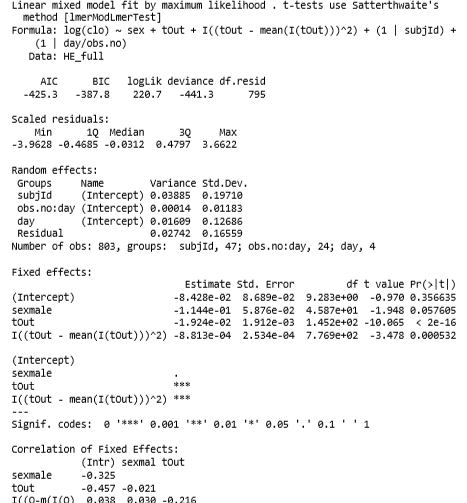 Linear mixed model fit by maximum likelihood . t-tests use Satterthwaite's
  method [lmerModLmerTest]
Formula: log(clo) ~ sex + tOut + I((tOut - mean(tOut))^2) + (1 | subjId) +
    (1 | day/obs.no)
   Data: HE_full
     AIC      BIC   logLik deviance df.resid
  -425.3   -387.8    220.7   -441.3      795
Scaled residuals:
    Min      1Q  Median      3Q     Max
-3.9628 -0.4685 -0.0312  0.4797  3.6622
Random effects:
 Groups     Name        Variance Std.Dev.
 subjId     (Intercept) 0.03885  0.19710
 obs.no:day (Intercept) 0.00014  0.01183
 day        (Intercept) 0.01609  0.12686
 Residual               0.02742  0.16559
Number of obs: 803, groups:  subjId, 47; obs.no:day, 24; day, 4
Fixed effects:
                             Estimate Std. Error         df t value Pr(>|t|)
(Intercept)                -8.428e-02  8.689e-02  9.283e+00  -0.970 0.356635
sexmale                    -1.144e-01  5.876e-02  4.587e+01  -1.948 0.057605
tOut                       -1.924e-02  1.912e-03  1.452e+02 -10.065  < 2e-16
I((tOut - mean(I(tOut)))^2) -8.813e-04  2.534e-04  7.769e+02  -3.478 0.000532
(Intercept)
sexmale                     .
tOut                        ***
I((tOut - mean(I(tOut)))^2) ***
---
Signif. codes:  0 '***' 0.001 '**' 0.01 '*' 0.05 '.' 0.1 ' ' 1
Correlation of Fixed Effects:
            (Intr) sexmal tOut
sexmale     -0.325
tOut        -0.457 -0.021
I((O-m(I(O)  0.038  0.030 -0.216